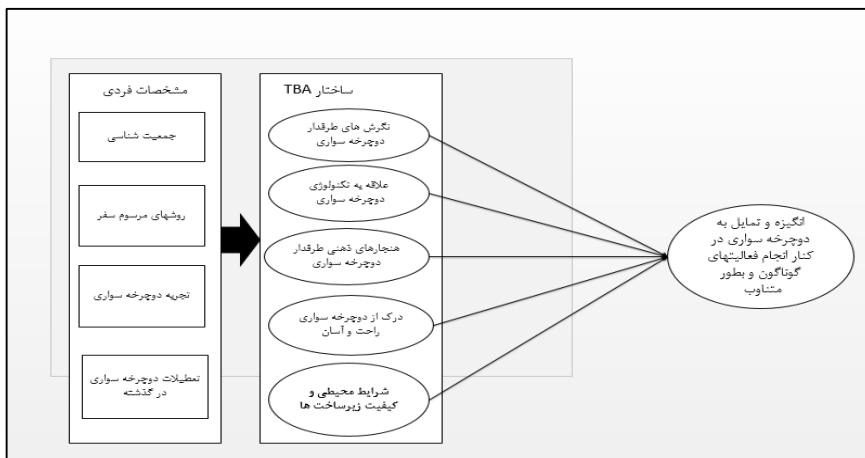 مشخصات فردی
جمعیت شناسی
روشهای مرسوم سفر
تجربه دوچرخه سواری
تعطیلات دوچرخه سواری
در گذشته
ساختار TBA
نگرش های طرفدار
دوچرخه سواری
علاقه به تکنولوژی
دوچرخه سواری
هنجارهای ذهنی طرفدار
دوچرخه سواری
درک از دوچرخه سواری
راحت و آسان
شرایط محیطی و
کیفیت زیرساخت ها
انگیزه و تمایل به
دوچرخه سواری در
کنار انجام فعالیتهای
گوناگون و بطور
متناوب